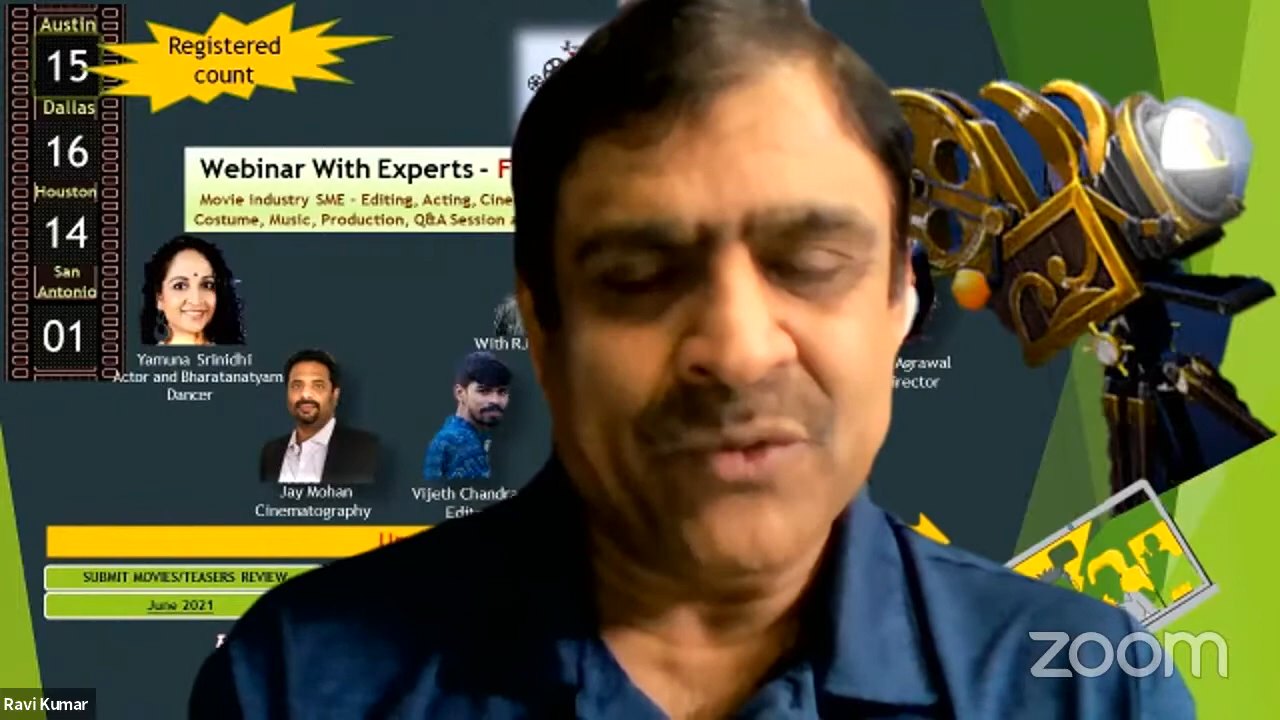 Austin
15
Dallas
16
Houston
14
San
Antonio
01
Registered
count
Webinar With Experts - F
Movie Industry SME - Editing, Acting, Cine
Costume, Music, Production, Q&A Session
Yamuna Srinidhi
Actor and Bharatanatyam
Dancer
With R.
Agrawal
irector
Jay Mohan
Cinematography
Vijeth Chandra
Edit
SUBMIT MOVIES/TEASERS REVIEW
June 2021
zoom
Ravi Kumar